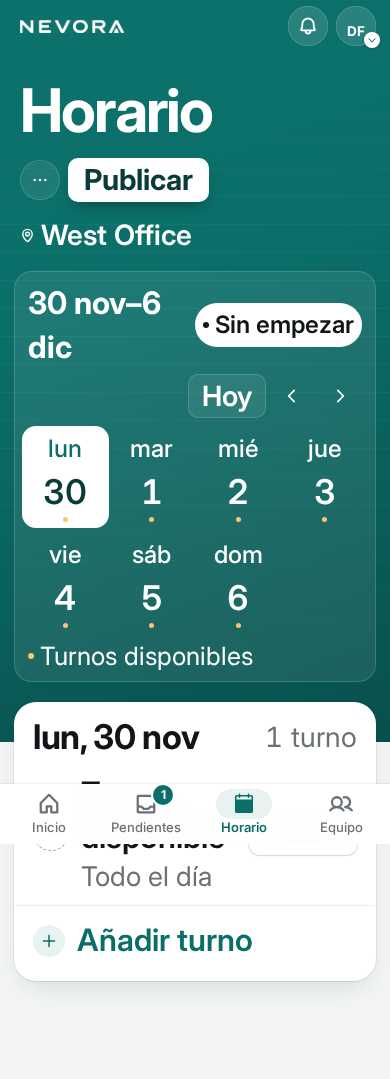 NEVORA
DF
Horario
Publicar
West Office
30 nov–6
dic
• Sin empezar
Hoy
lun
mar
mié
jue
30
1
2
3
vie
sáb
dom
4
5
6
• Turnos disponibles
lun, 30 nov
1 turno
1
Inicio
Pendientes
Horario
Equipo
disponible
Todo el día
+ Añadir turno